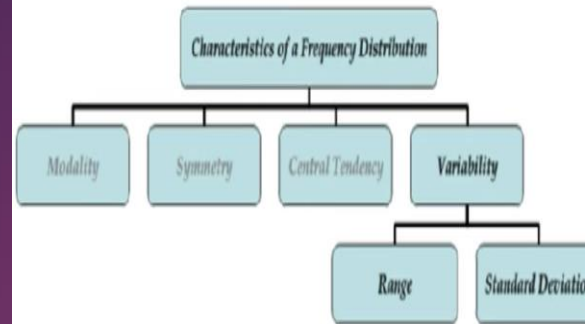 Characteristics of a Frequency Distribution
Modality
Symmetry
Central Tendency
Variability
Range
Standard Deviatio